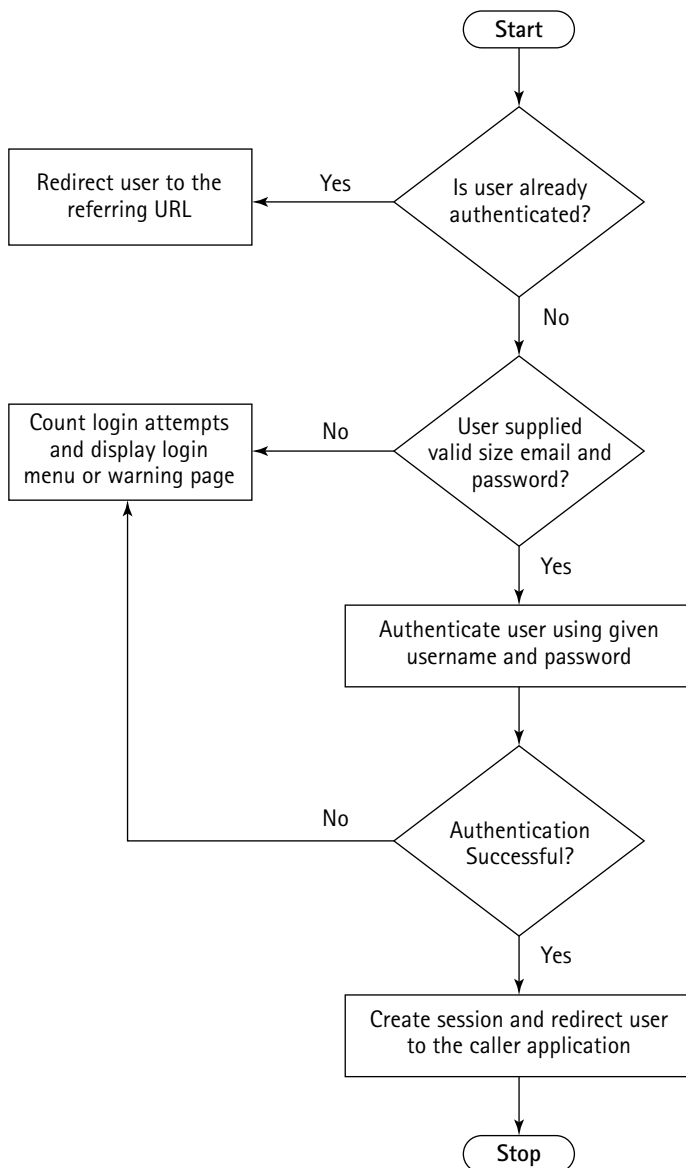 Start
Is user already
authenticated?
Yes
Redirect user to the
referring URL
No
User supplied
valid size email and
password?
No
Count login attempts
and display login
menu or warning page
Yes
Authenticate user using given
username and password
Authentication
Successful?
No
Yes
Create session and redirect user
to the caller application
Stop